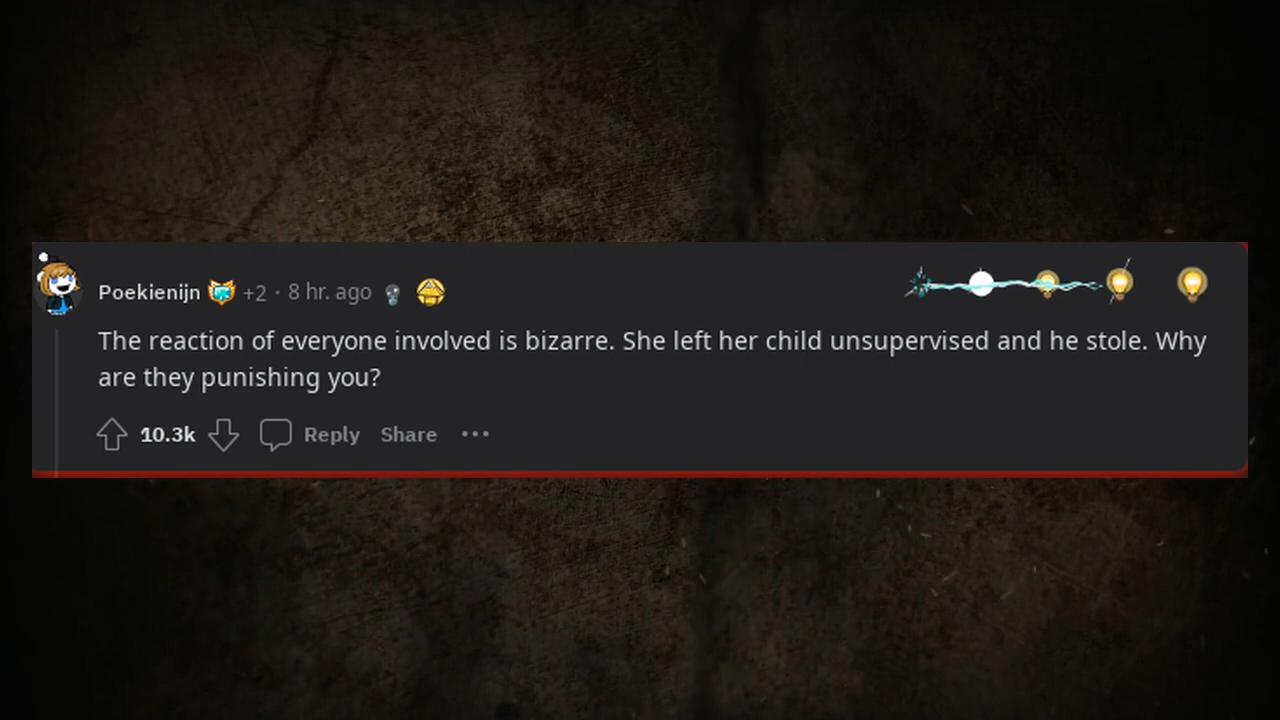 Poekienijn +2 · 8 hr. ago
The reaction of everyone involved is bizarre. She left her child unsupervised and he stole. Why
are they punishing you?
10.3k Reply Share ···